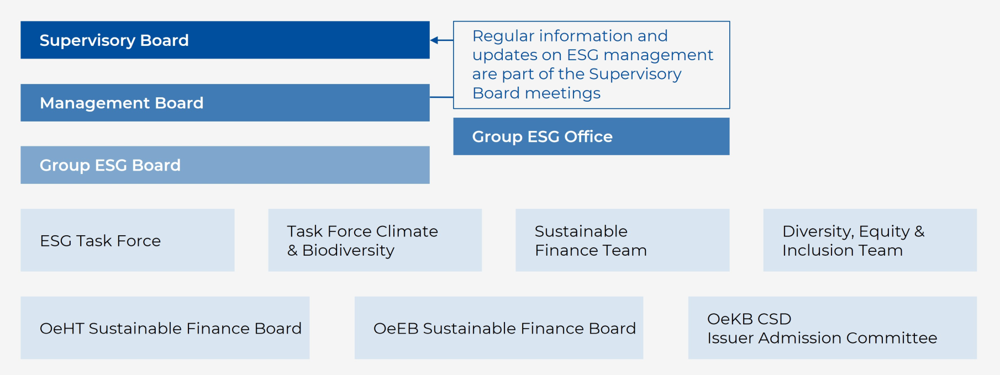 Supervisory Board
Regular information and
updates on ESG management
are part of the Supervisory
Board meetings
Management Board
Group ESG Office
Group ESG Board
ESG Task Force
Task Force Climate
& Biodiversity
Sustainable
Finance Team
Diversity, Equity &
Inclusion Team
OeHT Sustainable Finance Board
OeEB Sustainable Finance Board
OeKB CSD
Issuer Admission Committee